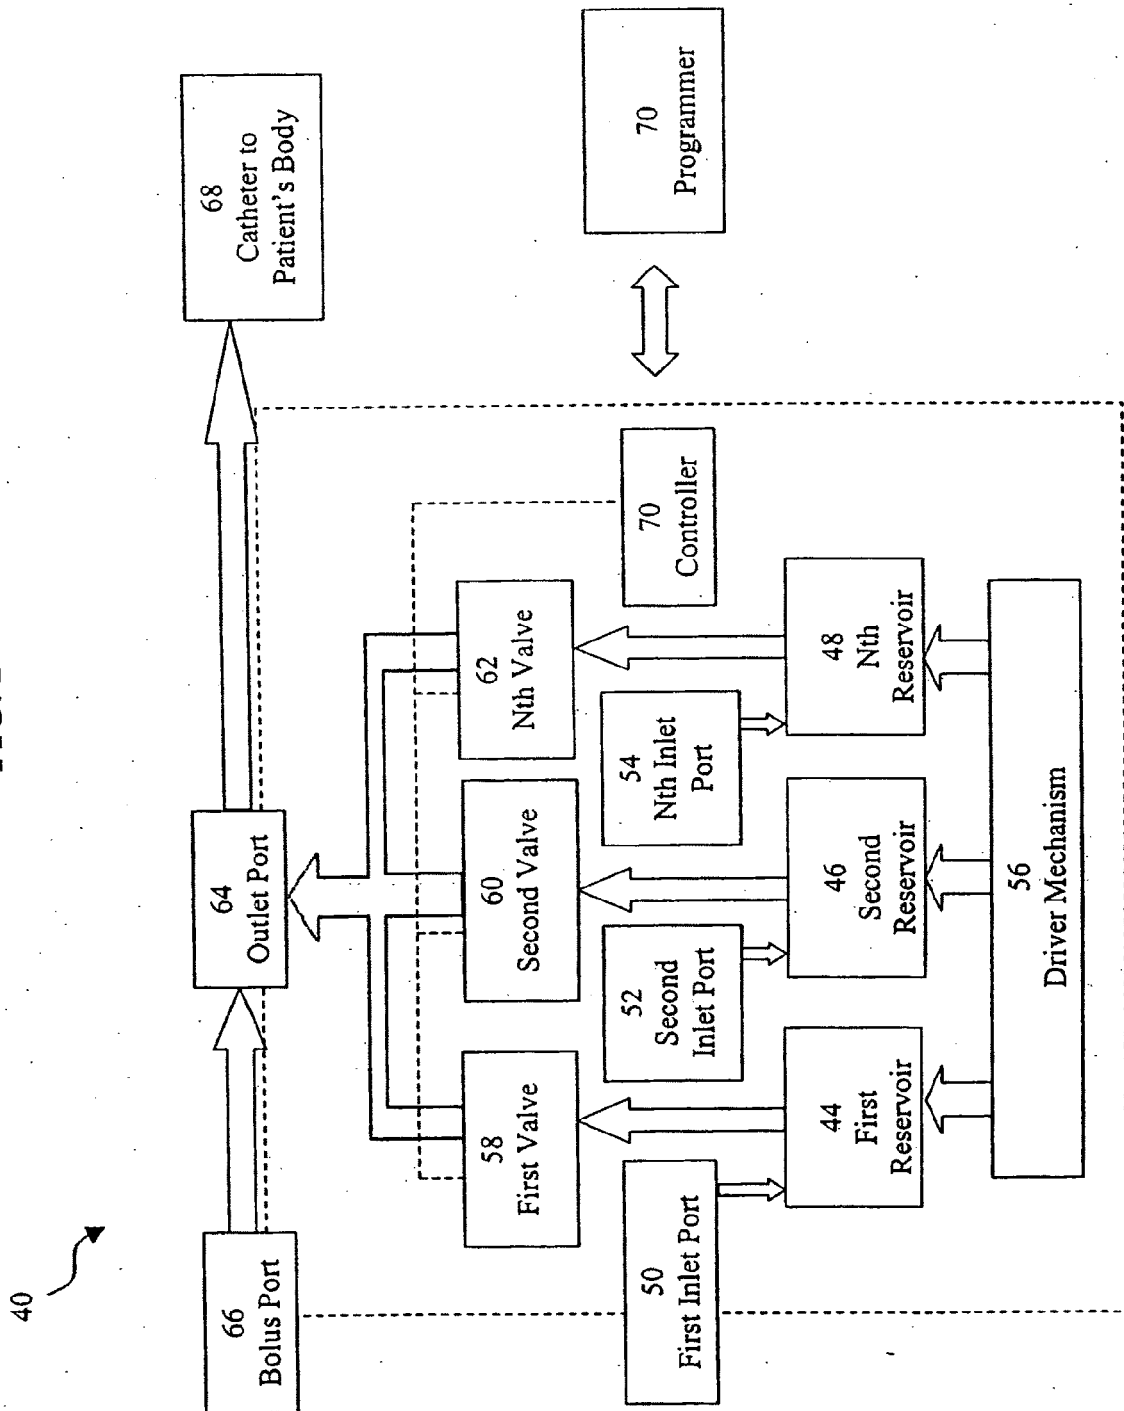 40
66
Bolus Port
64
Outlet Port
68
Catheter to
Patient's Body
58
First Valve
60
Second Valve
62
Nth Valve
50
First Inlet Port
52
Second
Inlet Port
54
Nth Inlet
Port
70
Controller
70
Programmer
44
First
Reservoir
46
Second
Reservoir
48
Nth
Reservoir
56
Driver Mechanism